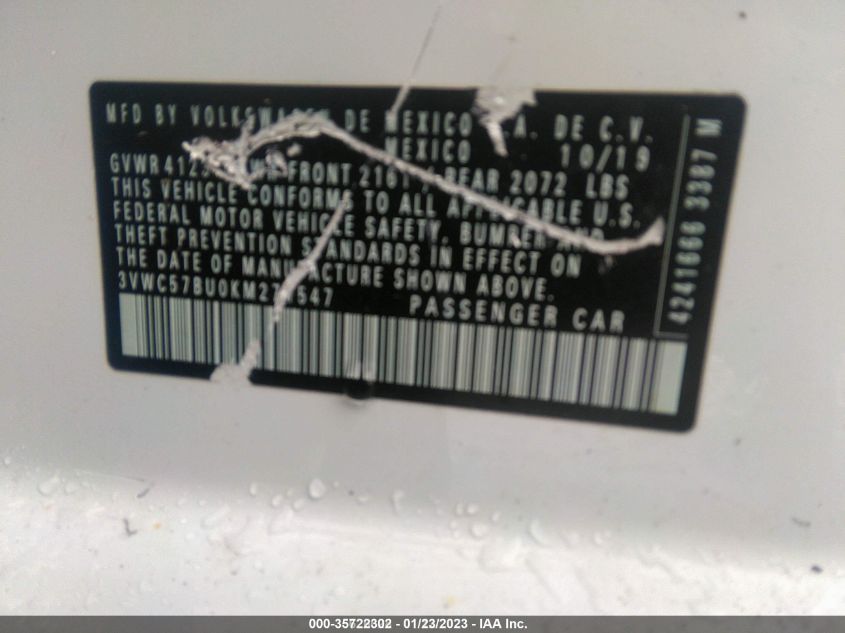 MFD BY VOLKSWAGEN DE MEXICO S.A. DE C.V.
MEXICO 10/19
GVWR FRONT REAR 2072 LBS
THIS VEHICLE CONFORMS TO ALL APPLICABLE U.S.
FEDERAL MOTOR VEHICLE SAFETY, BUMPER AND
THEFT PREVENTION STANDARDS IN EFFECT ON
THE DATE OF MANUFACTURE SHOWN ABOVE.
PASSENGER CAR
4241666 3387 M
000-35722302 - 01/23/2023 - IAA Inc.